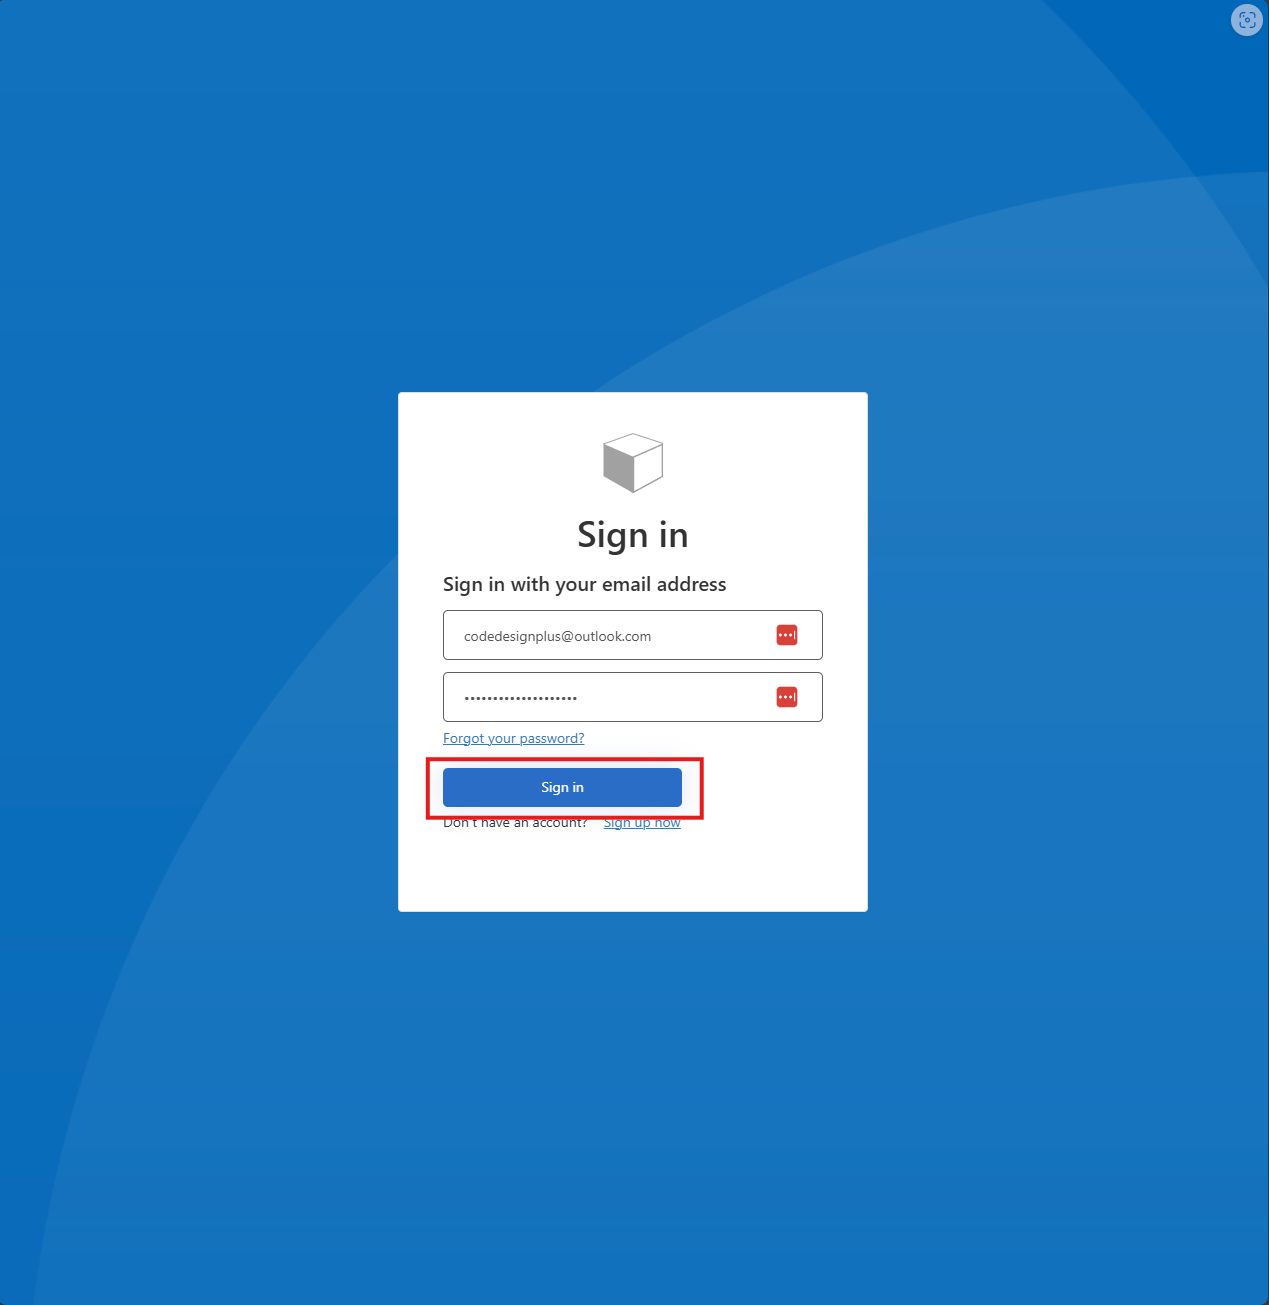 Sign in
Sign in with your email address
codedesignplus@outlook.com
Forgot your password?
Sign in
Don't have an account? Sign up now